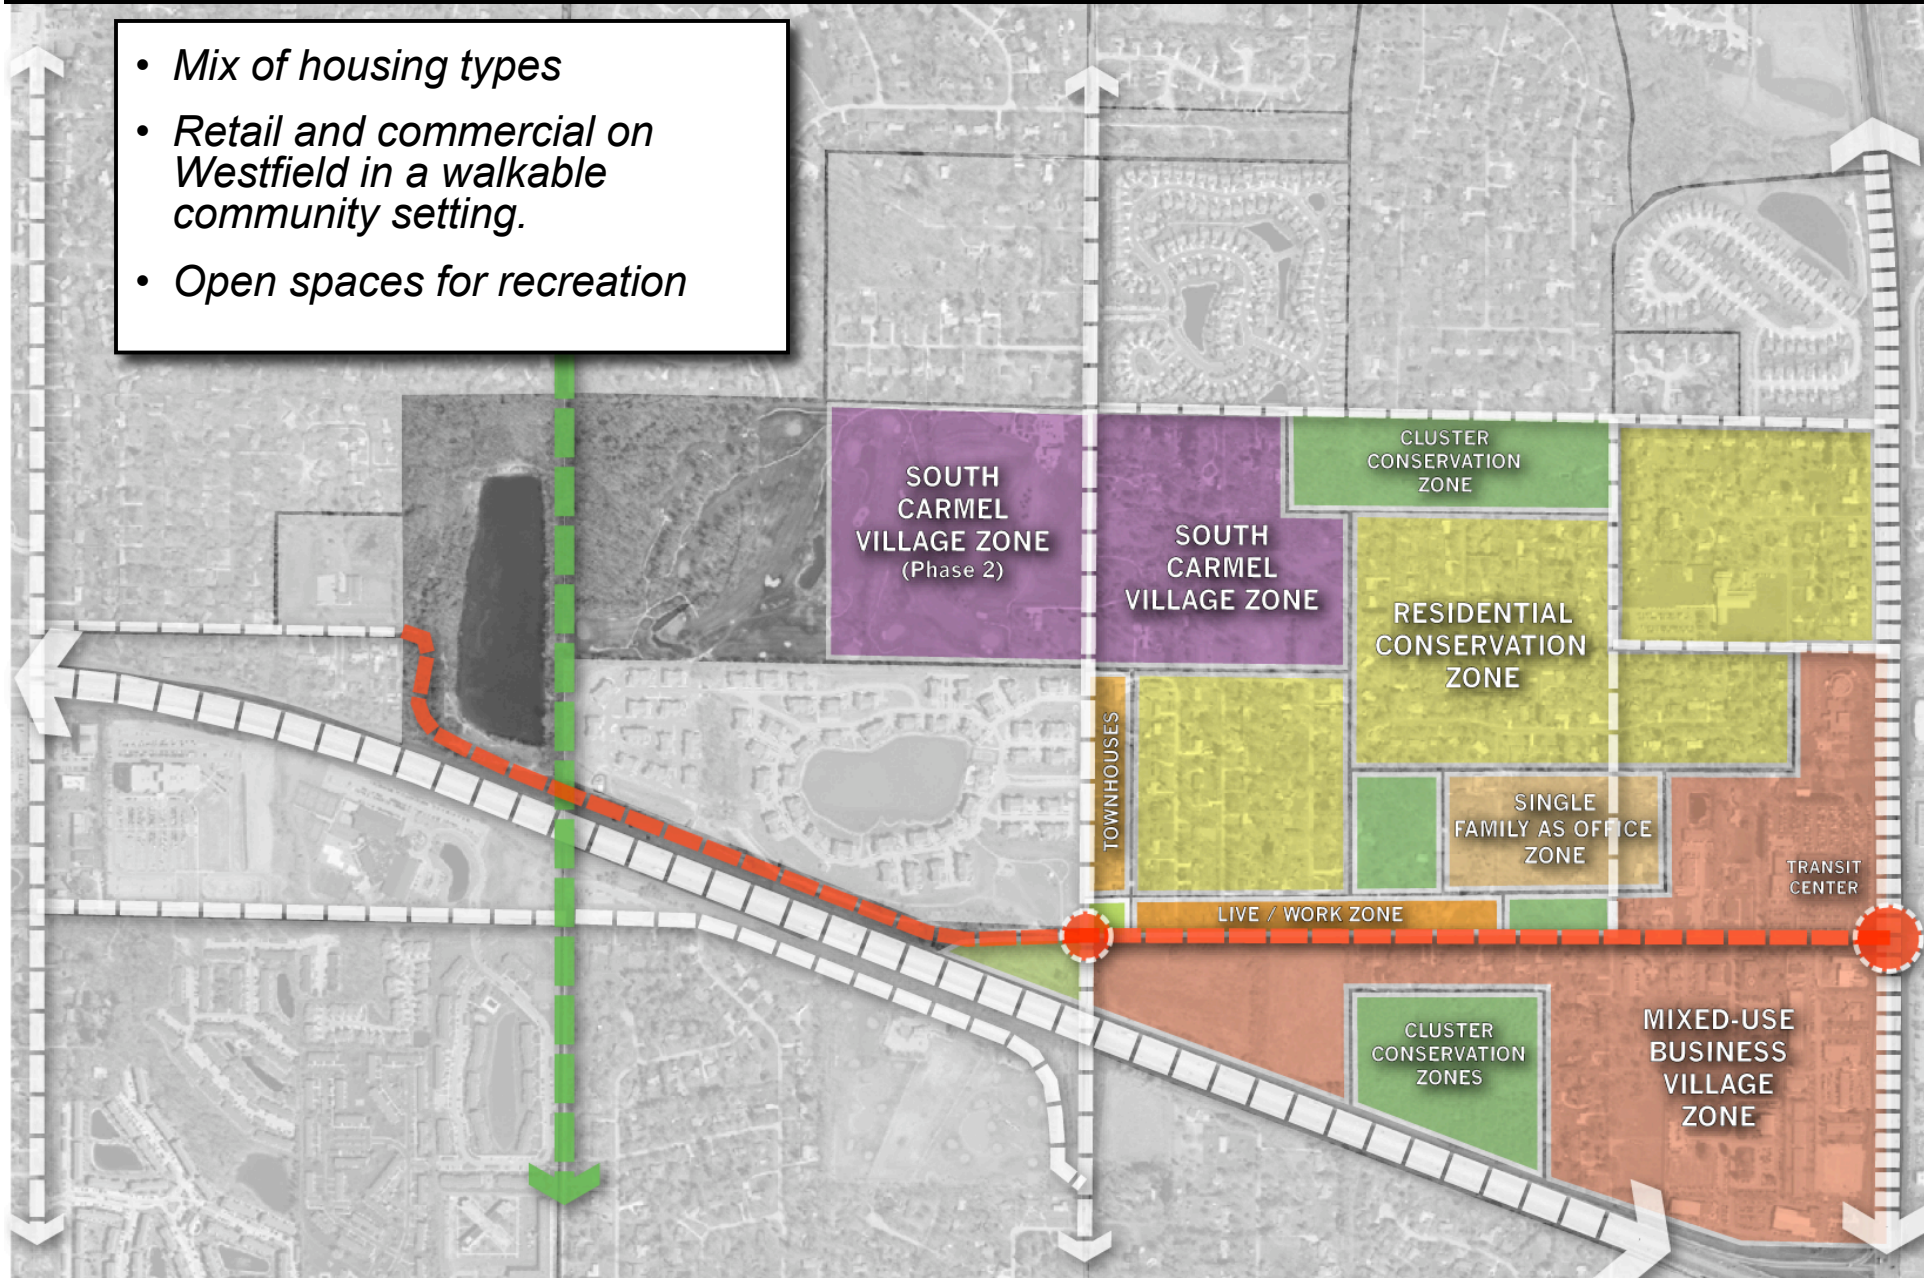 • Mix of housing types
• Retail and commercial on
Westfield in a walkable
community setting.
• Open spaces for recreation
CLUSTER
CONSERVATION
ZONE
SOUTH
CARMEL
VILLAGE ZONE
(Phase 2)
SOUTH
CARMEL
VILLAGE ZONE
RESIDENTIAL
CONSERVATION
ZONE
TOWNHOUSES
SINGLE
FAMILY AS OFFICE
ZONE
TRANSIT
CENTER
LIVE / WORK ZONE
CLUSTER
CONSERVATION
ZONES
MIXED-USE
BUSINESS
VILLAGE
ZONE